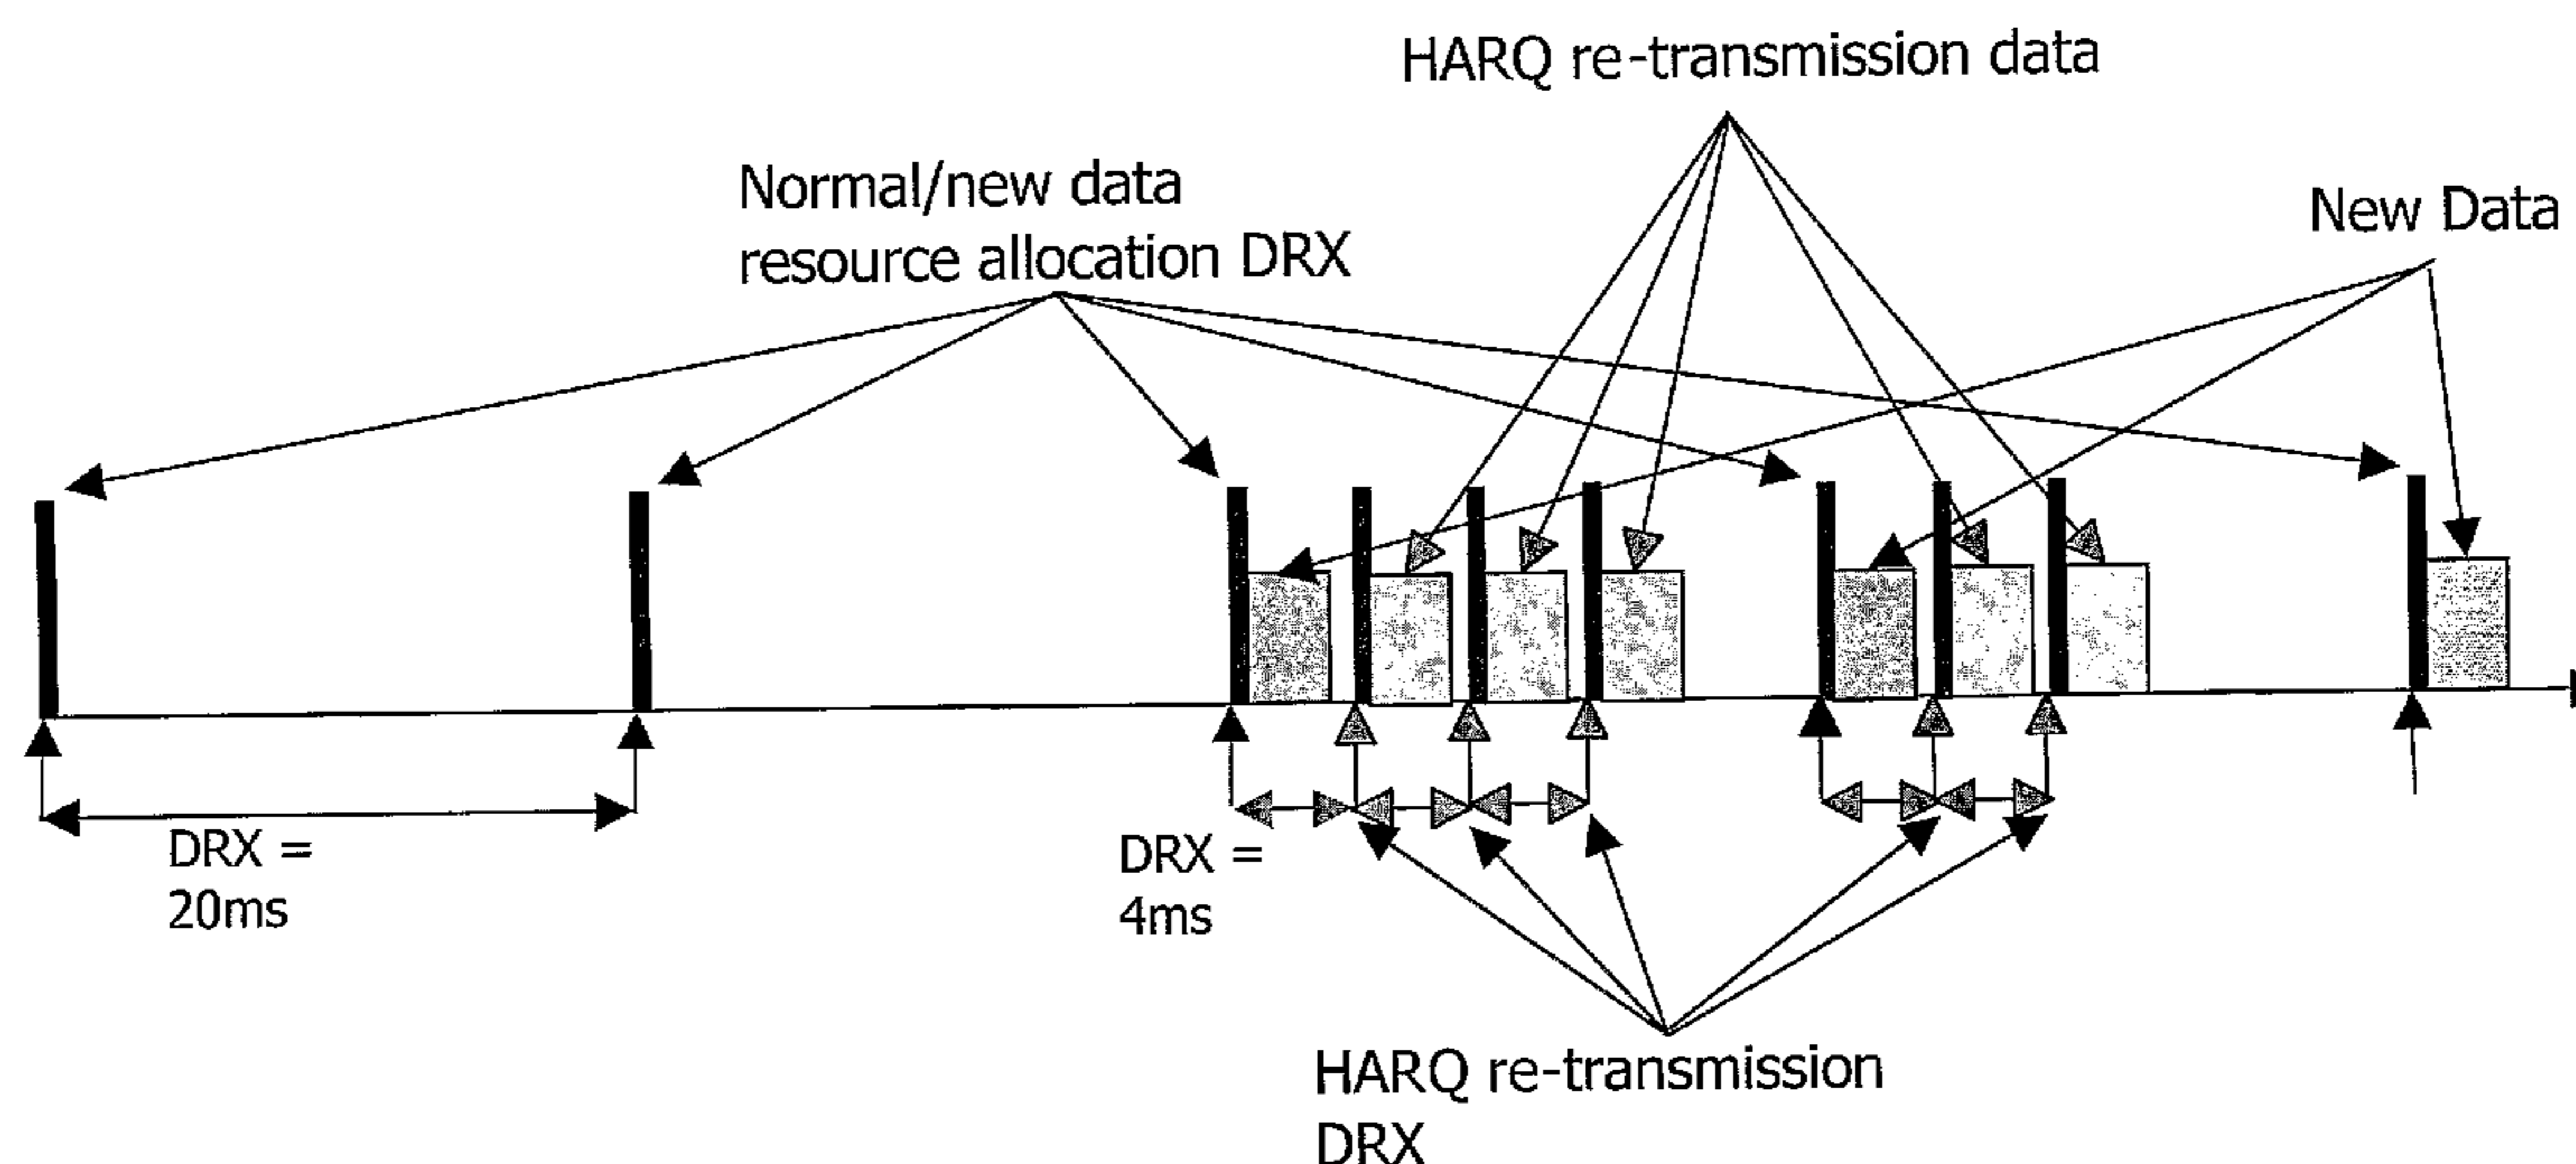 HARQ re-transmission data
Normal/new data
resource allocation DRX
New Data
DRX =
20ms
DRX =
4ms
HARQ re-transmission
DRX